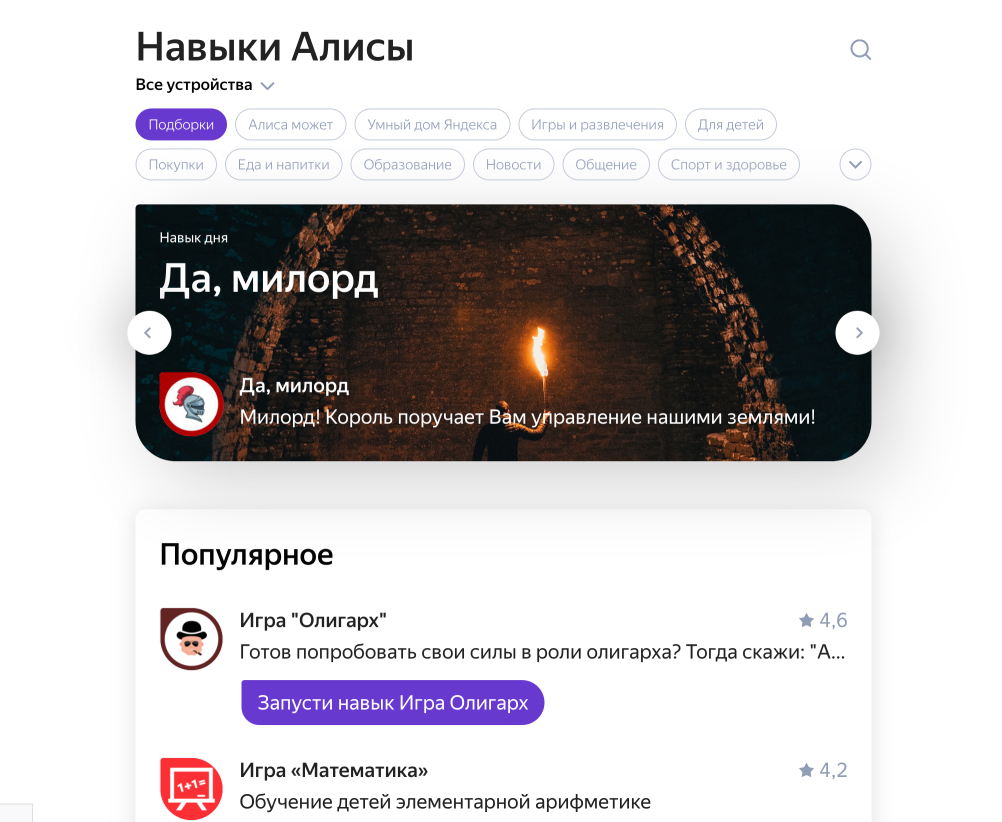 Навыки Алисы
Все устройства
Подборки Алиса может Умный дом Яндекса Игры и развлечения Для детей
Покупки Еда и напитки Образование Новости Общение Спорт и здоровье
Навык дня
Да, милорд
Да, милорд
Милорд! Король поручает Вам управление нашими землями!
Популярное
Игра "Олигарх" 4,6
Готов попробовать свои силы в роли олигарха? Тогда скажи: "А...
Запусти навык Игра Олигарх
Игра «Математика» 4,2
1+1=
Обучение детей элементарной арифметике